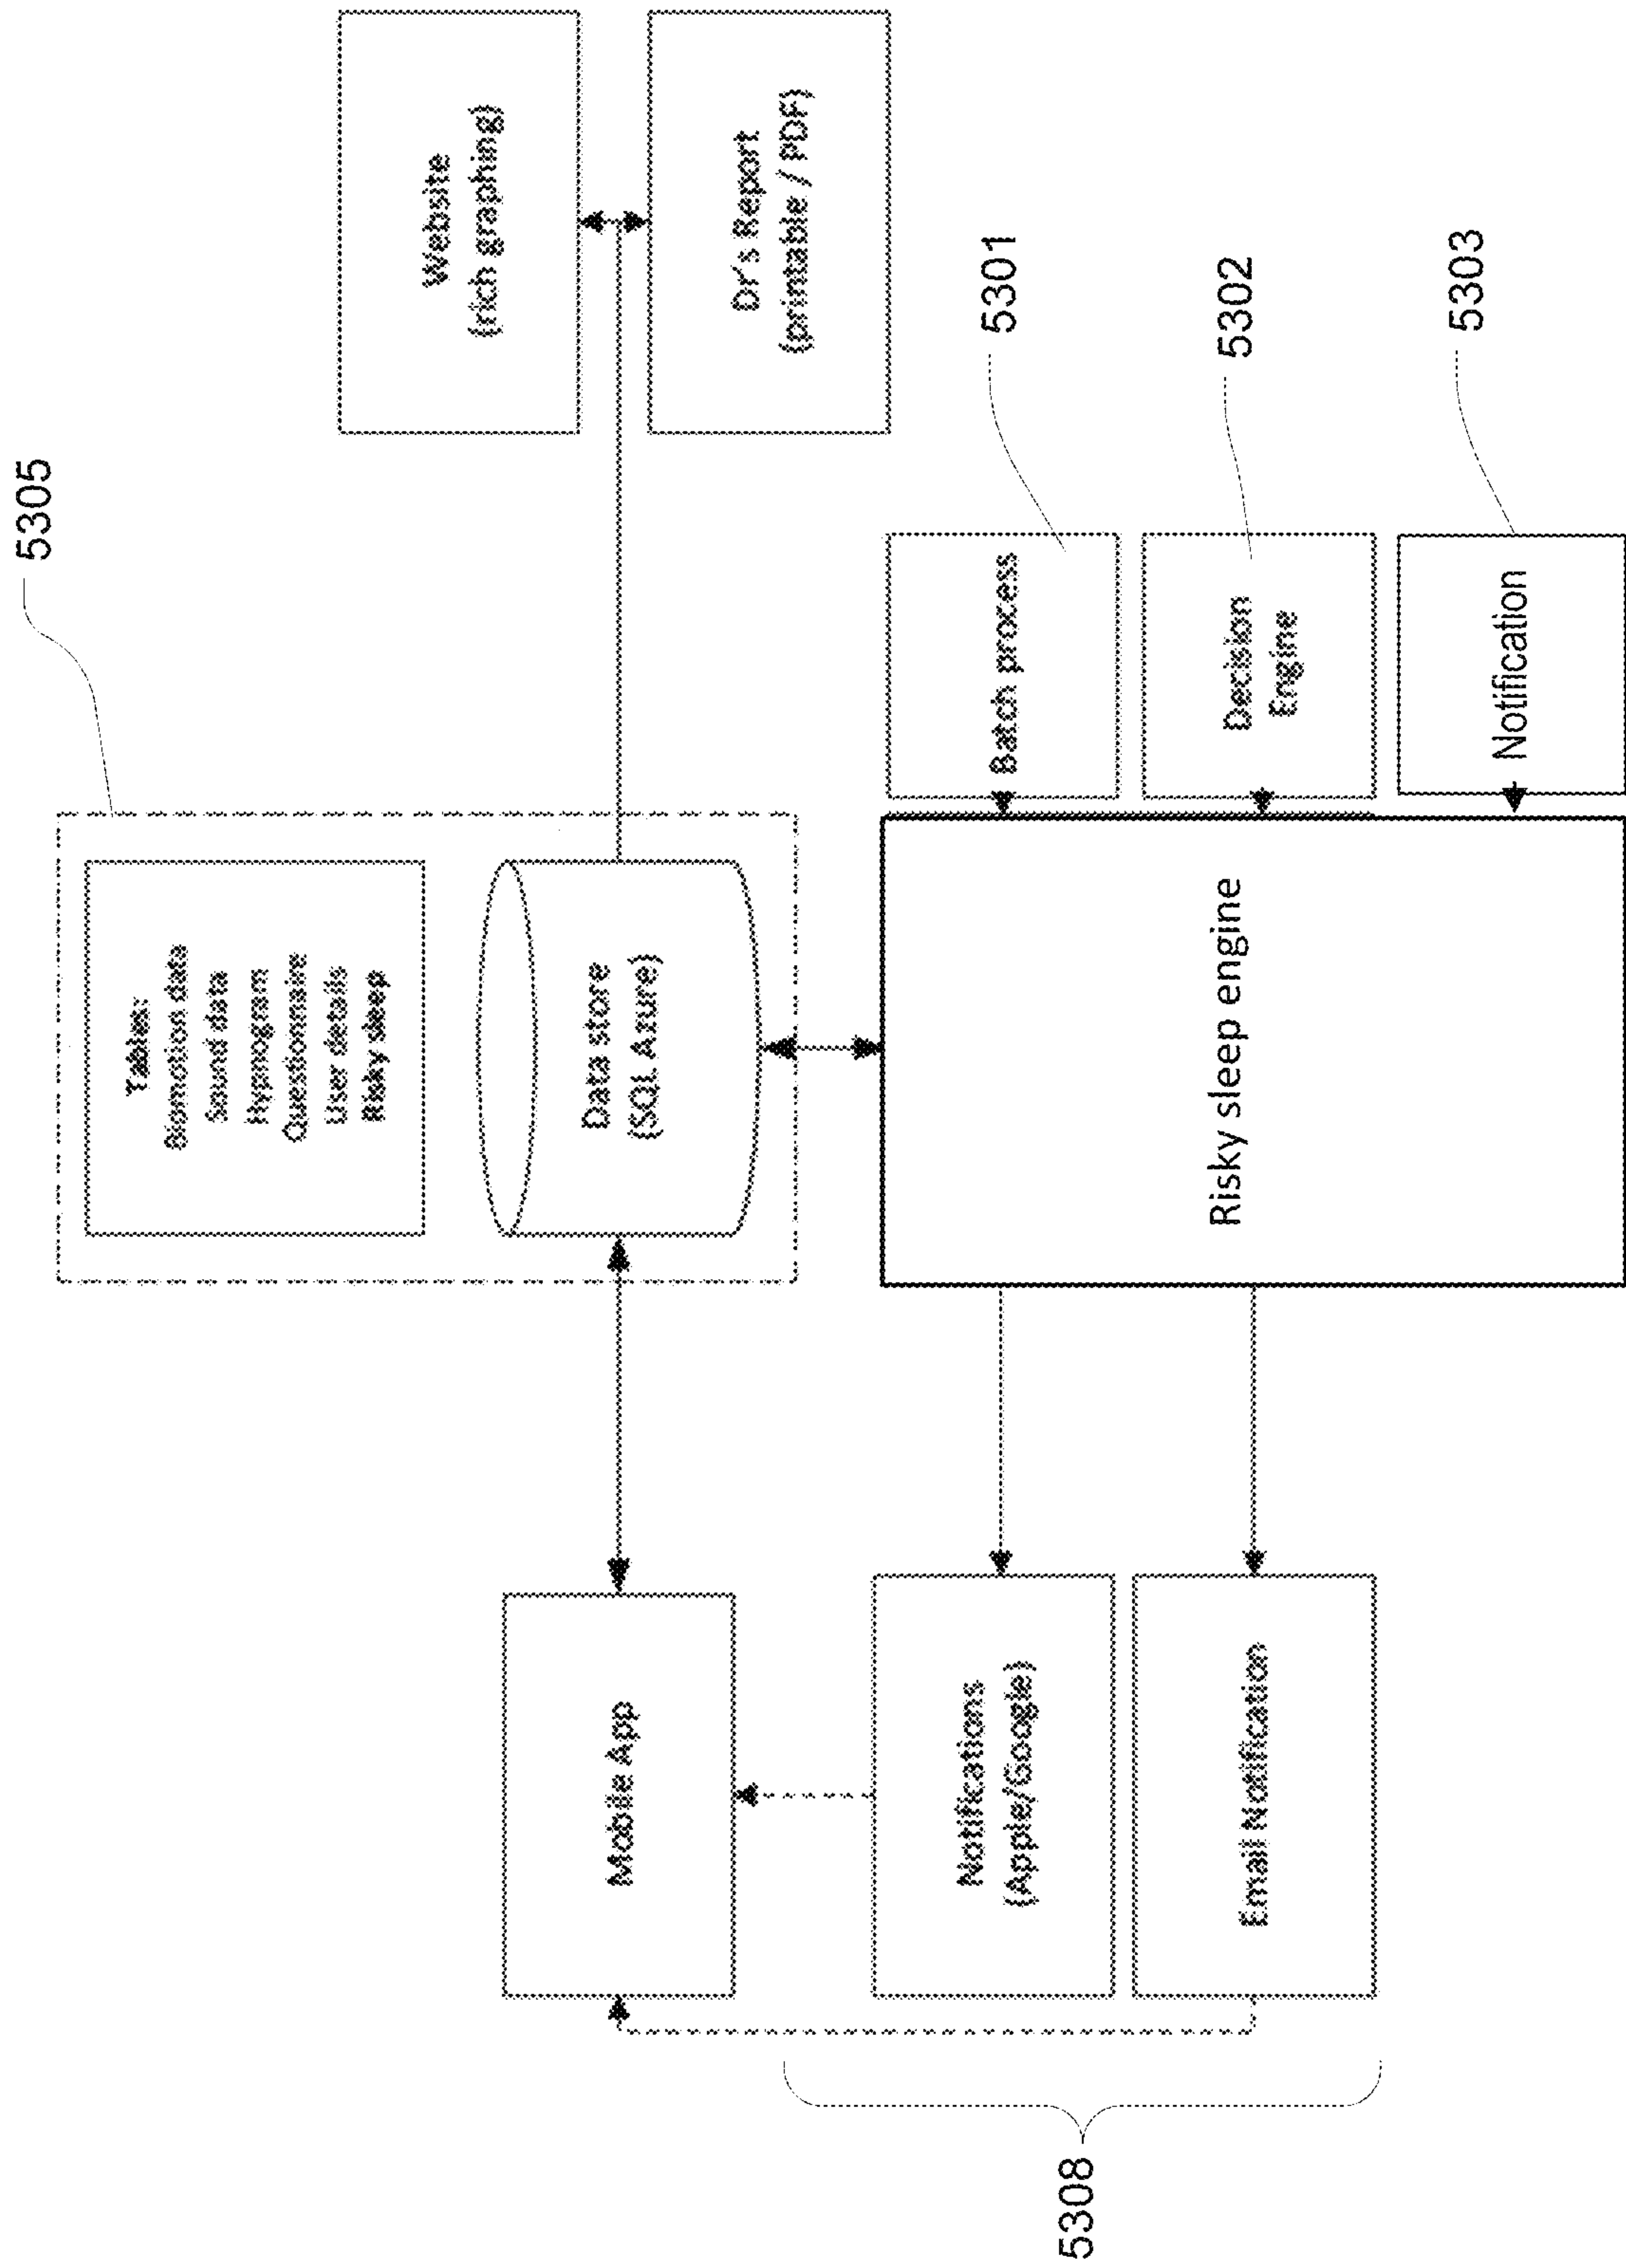 5305
Tables:
Biomotion data
Sound data
Hypnogram
Questionnaire
User details
Risky sleep
Website
(rich graphing)
Mobile App
Data store
(SQL Azure)
Dr's Report
(printable / PDF)
Notifications
(Apple/Google)
Batch process
5301
5308
Email Notification
Risky sleep engine
Decision
Engine
5302
Notification
5303